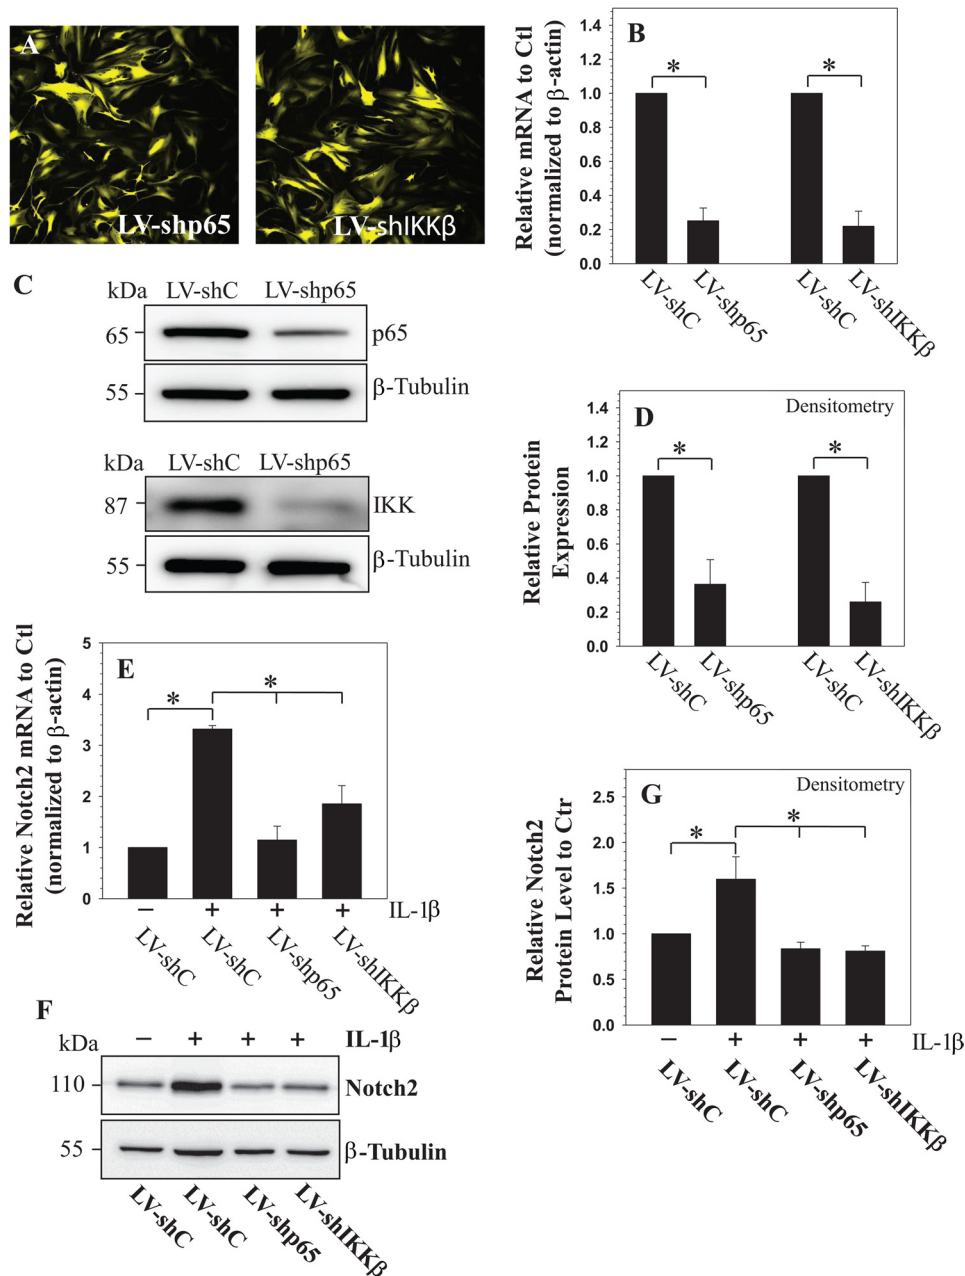 A
LV-shp65
LV-shIKKβ
B
Relative mRNA to Ctl
(normalized to β-actin)
1.4
1.2
1.0
0.8
0.6
0.4
0.2
0.0
*
*
LV-shC
LV-shp65
LV-shC
LV-shIKKβ
C
kDa
LV-shC
LV-shp65
65
p65
55
β-Tubulin
kDa
LV-shC
LV-shp65
87
IKK
55
β-Tubulin
D
Densitometry
Relative Protein
Expression
1.4
1.2
1.0
0.8
0.6
0.4
0.2
0.0
*
*
LV-shC
LV-shp65
LV-shC
LV-shIKKβ
E
Relative Notch2 mRNA to Ctl
(normalized to β-actin)
5
4
3
2
1
0
*
*
− + + + IL-1β
LV-shC
LV-shC
LV-shp65
LV-shIKKβ
F
kDa
− + + + IL-1β
110
Notch2
55
β-Tubulin
LV-shC
LV-shC
LV-shp65
LV-shIKKβ
G
Densitometry
Relative Notch2
Protein Level to Ctr
2.5
2.0
1.5
1.0
0.5
0.0
*
*
− + + + IL-1β
LV-shC
LV-shC
LV-shp65
LV-shIKKβ